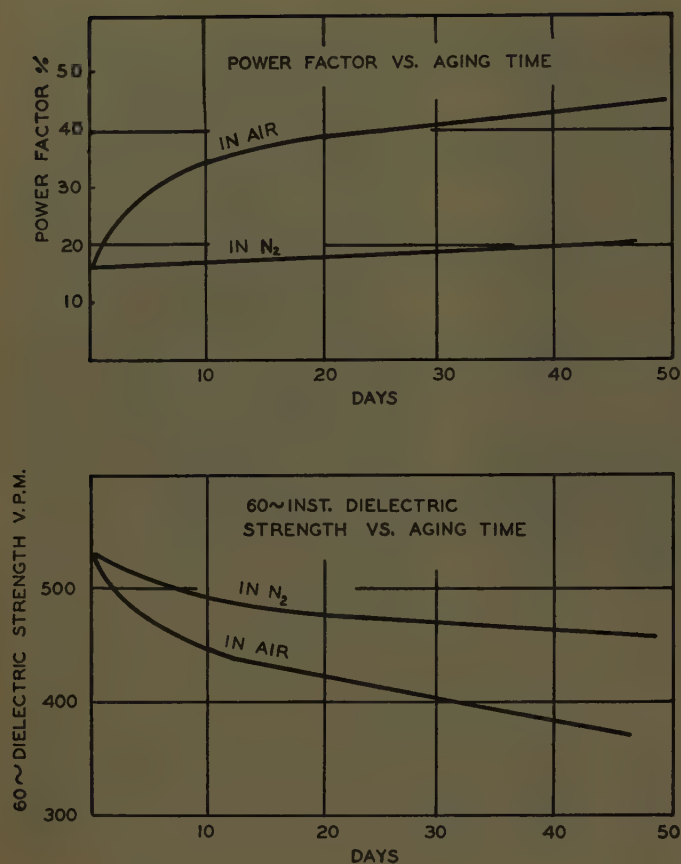 POWER FACTOR VS. AGING TIME
POWER FACTOR %
50
40
30
20
10
IN AIR
IN N2
10 20 30 40 50
DAYS
60~INST. DIELECTRIC
STRENGTH VS. AGING TIME
60~DIELECTRIC STRENGTH V.P.M.
500
400
300
IN N2
IN AIR
10 20 30 40 50
DAYS